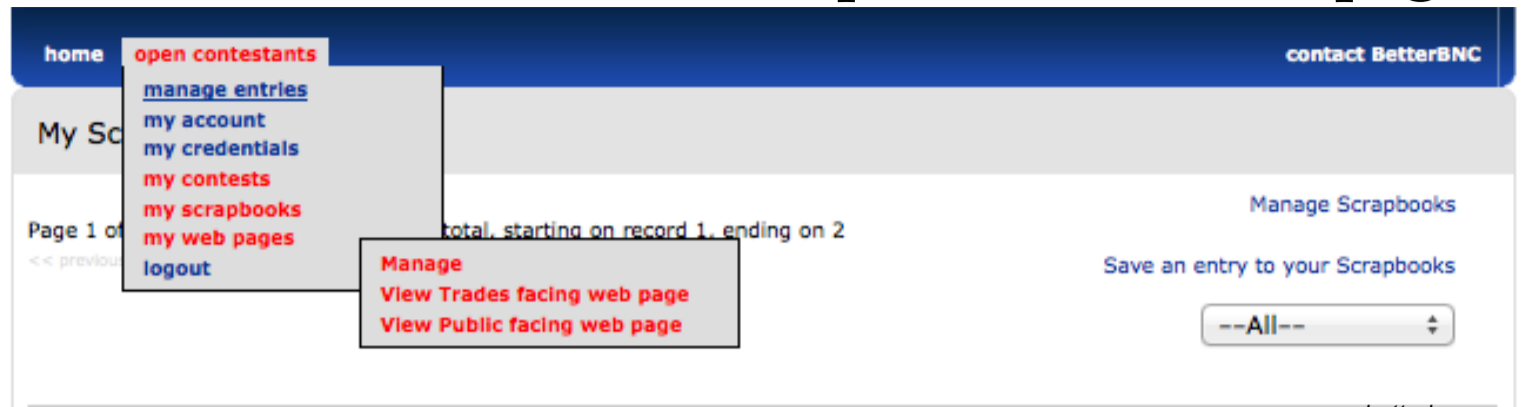 home open contestants contact BetterBNC
manage entries
my account
My Sc
my credentials
my contests
my scrapbooks
Manage Scrapbooks
Page 1 of total, starting on record 1, ending on 2
my web pages
<< previous
logout
Manage
Save an entry to your Scrapbooks
View Trades facing web page
View Public facing web page
--All--